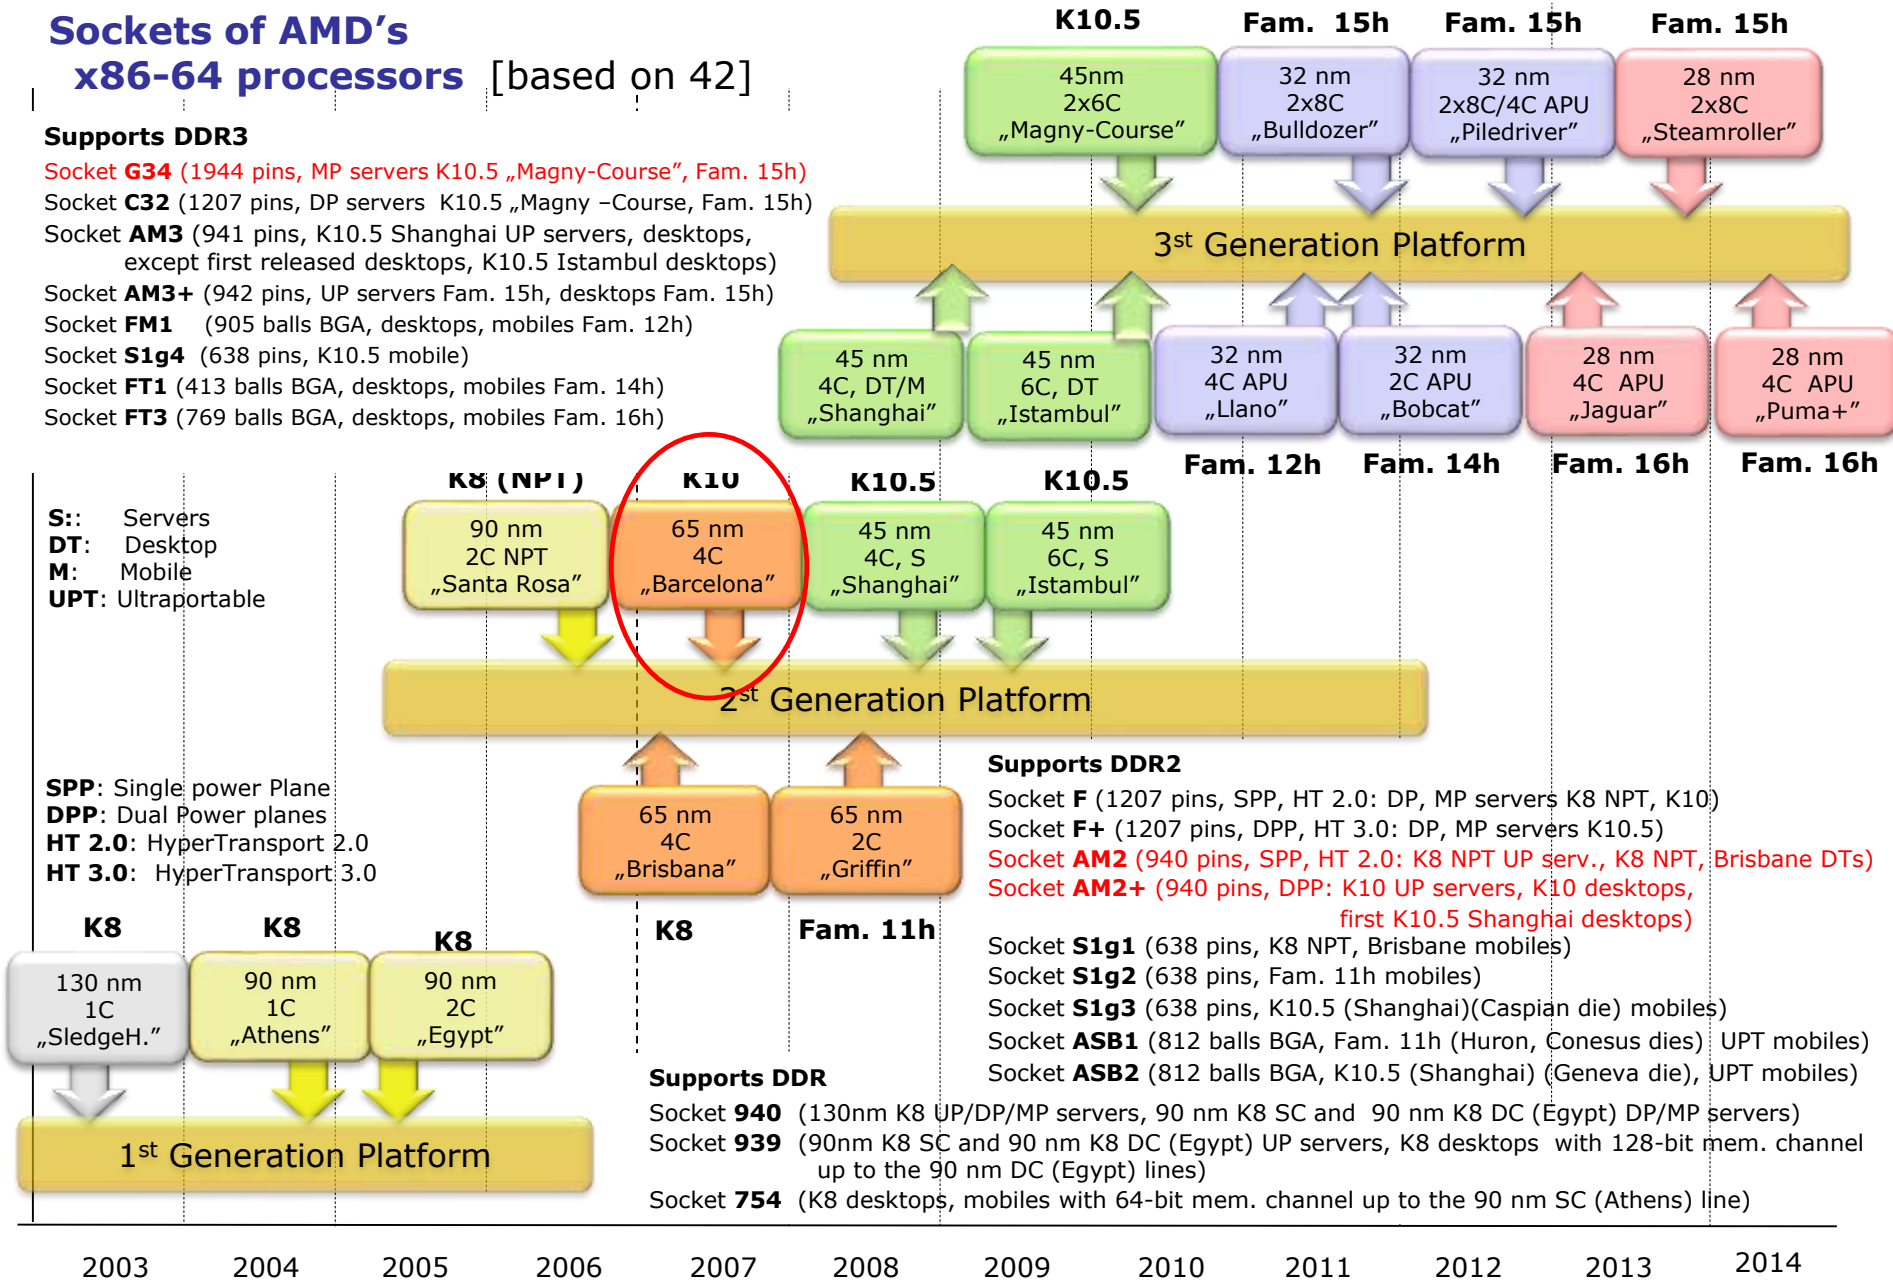 Sockets of AMD’s
x86-64 processors [based on 42]
Supports DDR3
Socket G34 (1944 pins, MP servers K10.5 „Magny-Course”, Fam. 15h)
Socket C32 (1207 pins, DP servers K10.5 „Magny –Course, Fam. 15h)
Socket AM3 (941 pins, K10.5 Shanghai UP servers, desktops,
except first released desktops, K10.5 Istambul desktops)
Socket AM3+ (942 pins, UP servers Fam. 15h, desktops Fam. 15h)
Socket FM1 (905 balls BGA, desktops, mobiles Fam. 12h)
Socket S1g4 (638 pins, K10.5 mobile)
Socket FT1 (413 balls BGA, desktops, mobiles Fam. 14h)
Socket FT3 (769 balls BGA, desktops, mobiles Fam. 16h)
K10.5
45nm
2x6C
„Magny-Course”
Fam. 15h
32 nm
2x8C
„Bulldozer”
Fam. 15h
32 nm
2x8C/4C APU
„Piledriver”
Fam. 15h
28 nm
2x8C
„Steamroller”
3st Generation Platform
45 nm
4C, DT/M
„Shanghai”
45 nm
6C, DT
„Istambul”
32 nm
4C APU
„Llano”
32 nm
2C APU
„Bobcat”
28 nm
4C APU
„Jaguar”
28 nm
4C APU
„Puma+”
Fam. 12h
Fam. 14h
Fam. 16h
Fam. 16h
S:: Servers
DT: Desktop
M: Mobile
UPT: Ultraportable
K8 (NPT)
90 nm
2C NPT
„Santa Rosa”
K10
65 nm
4C
„Barcelona”
K10.5
45 nm
4C, S
„Shanghai”
K10.5
45 nm
6C, S
„Istambul”
2st Generation Platform
SPP: Single power Plane
DPP: Dual Power planes
HT 2.0: HyperTransport 2.0
HT 3.0: HyperTransport 3.0
65 nm
4C
„Brisbana”
K8
65 nm
2C
„Griffin”
Fam. 11h
Supports DDR2
Socket F (1207 pins, SPP, HT 2.0: DP, MP servers K8 NPT, K10)
Socket F+ (1207 pins, DPP, HT 3.0: DP, MP servers K10.5)
Socket AM2 (940 pins, SPP, HT 2.0: K8 NPT UP serv., K8 NPT, Brisbane DTs)
Socket AM2+ (940 pins, DPP: K10 UP servers, K10 desktops,
first K10.5 Shanghai desktops)
Socket S1g1 (638 pins, K8 NPT, Brisbane mobiles)
Socket S1g2 (638 pins, Fam. 11h mobiles)
Socket S1g3 (638 pins, K10.5 (Shanghai)(Caspian die) mobiles)
Socket ASB1 (812 balls BGA, Fam. 11h (Huron, Conesus dies) UPT mobiles)
Socket ASB2 (812 balls BGA, K10.5 (Shanghai) (Geneva die), UPT mobiles)
K8
130 nm
1C
„SledgeH.”
K8
90 nm
1C
„Athens”
K8
90 nm
2C
„Egypt”
1st Generation Platform
Supports DDR
Socket 940 (130nm K8 UP/DP/MP servers, 90 nm K8 SC and 90 nm K8 DC (Egypt) DP/MP servers)
Socket 939 (90nm K8 SC and 90 nm K8 DC (Egypt) UP servers, K8 desktops with 128-bit mem. channel
up to the 90 nm DC (Egypt) lines)
Socket 754 (K8 desktops, mobiles with 64-bit mem. channel up to the 90 nm SC (Athens) line)
2003 2004 2005 2006 2007 2008 2009 2010 2011 2012 2013 2014